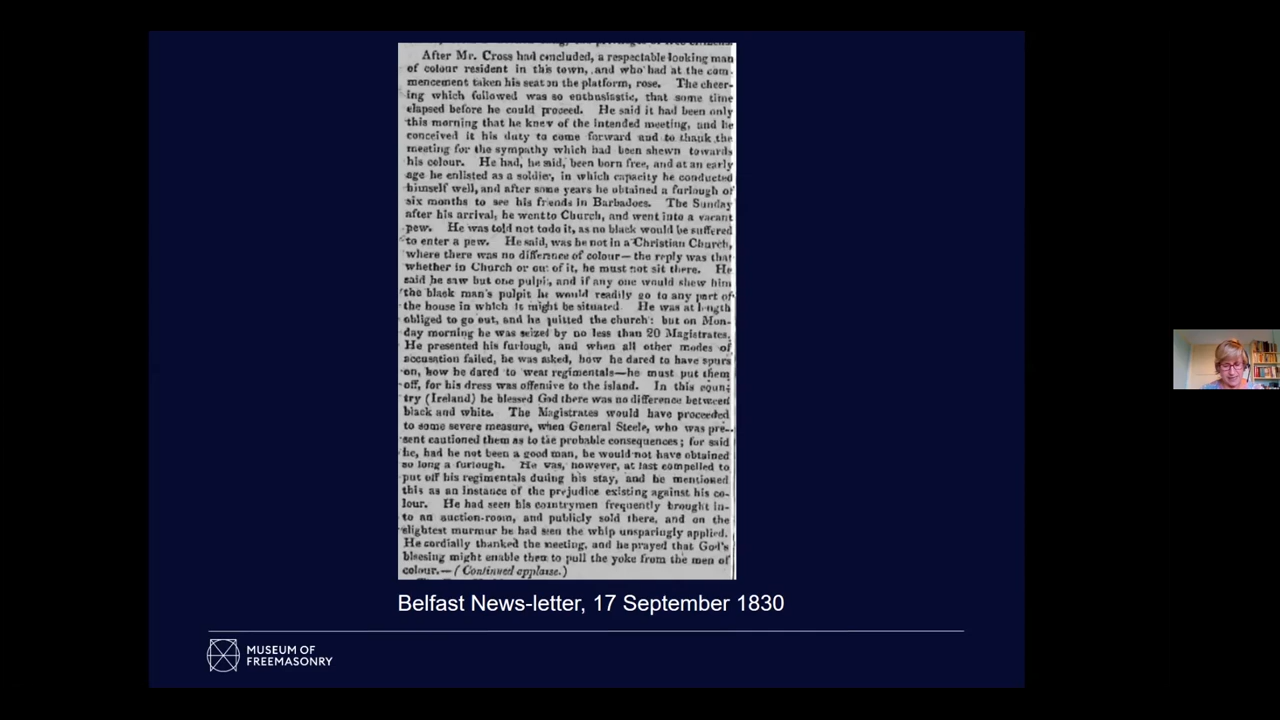 After Mr. Cross had concluded, a respectable looking man
of colour resident in this town, and who had at the com-
mencement taken his seat on the platform, rose. The cheer-
ing which followed was so enthusiastic, that some time
elapsed before he could proceed. He said it had been only
this morning that he knew of the intended meeting, and he
conceived it his duty to come forward and to thank the
meeting for the sympathy which had been shewn towards
his colour. He had, he said, been born free, and at an early
age he enlisted as a soldier, in which capacity he conducted
himself well, and after some years he obtained a furlough of
six months to see his friends in Barbadoes. The Sunday
after his arrival, he went to Church, and went into a vacant
pew. He was told not to do it, as no black would be suffered
to enter a pew. He said, was he not in a Christian Church,
where there was no difference of colour—the reply was that
whether in Church or out of it, he must not sit there. He
said he saw but one pulpit, and if any one would shew him
the black man's pulpit he would readily go to any part of
the house in which it might be situated. He was at length
obliged to go out, and he quitted the church: but on Mon-
day morning he was seized by no less than 20 Magistrates.
He presented his furlough, and when all other modes of
accusation failed, he was asked, how he dared to have spurs
on, how he dared to wear regimentals—he must put them
off, for his dress was offensive to the island. In this coun-
try (Ireland) he blessed God there was no difference between
black and white. The Magistrates would have proceeded
to some severe measure, when General Steele, who was pre-
sent cautioned them as to the probable consequences; for said
he, had he not been a good man, he would not have obtained
so long a furlough. He was, however, at last compelled to
put off his regimentals during his stay, and he mentioned
this as an instance of the prejudice existing against his co-
lour. He had seen his countrymen frequently brought in-
to an auction-room, and publicly sold there, and on the
slightest murmur he had seen the whip unsparingly applied.
He cordially thanked the meeting, and he prayed that God's
blessing might enable them to pull the yoke from the men of
colour.—(Continued applause.)
Belfast News-letter, 17 September 1830
MUSEUM OF
FREEMASONRY